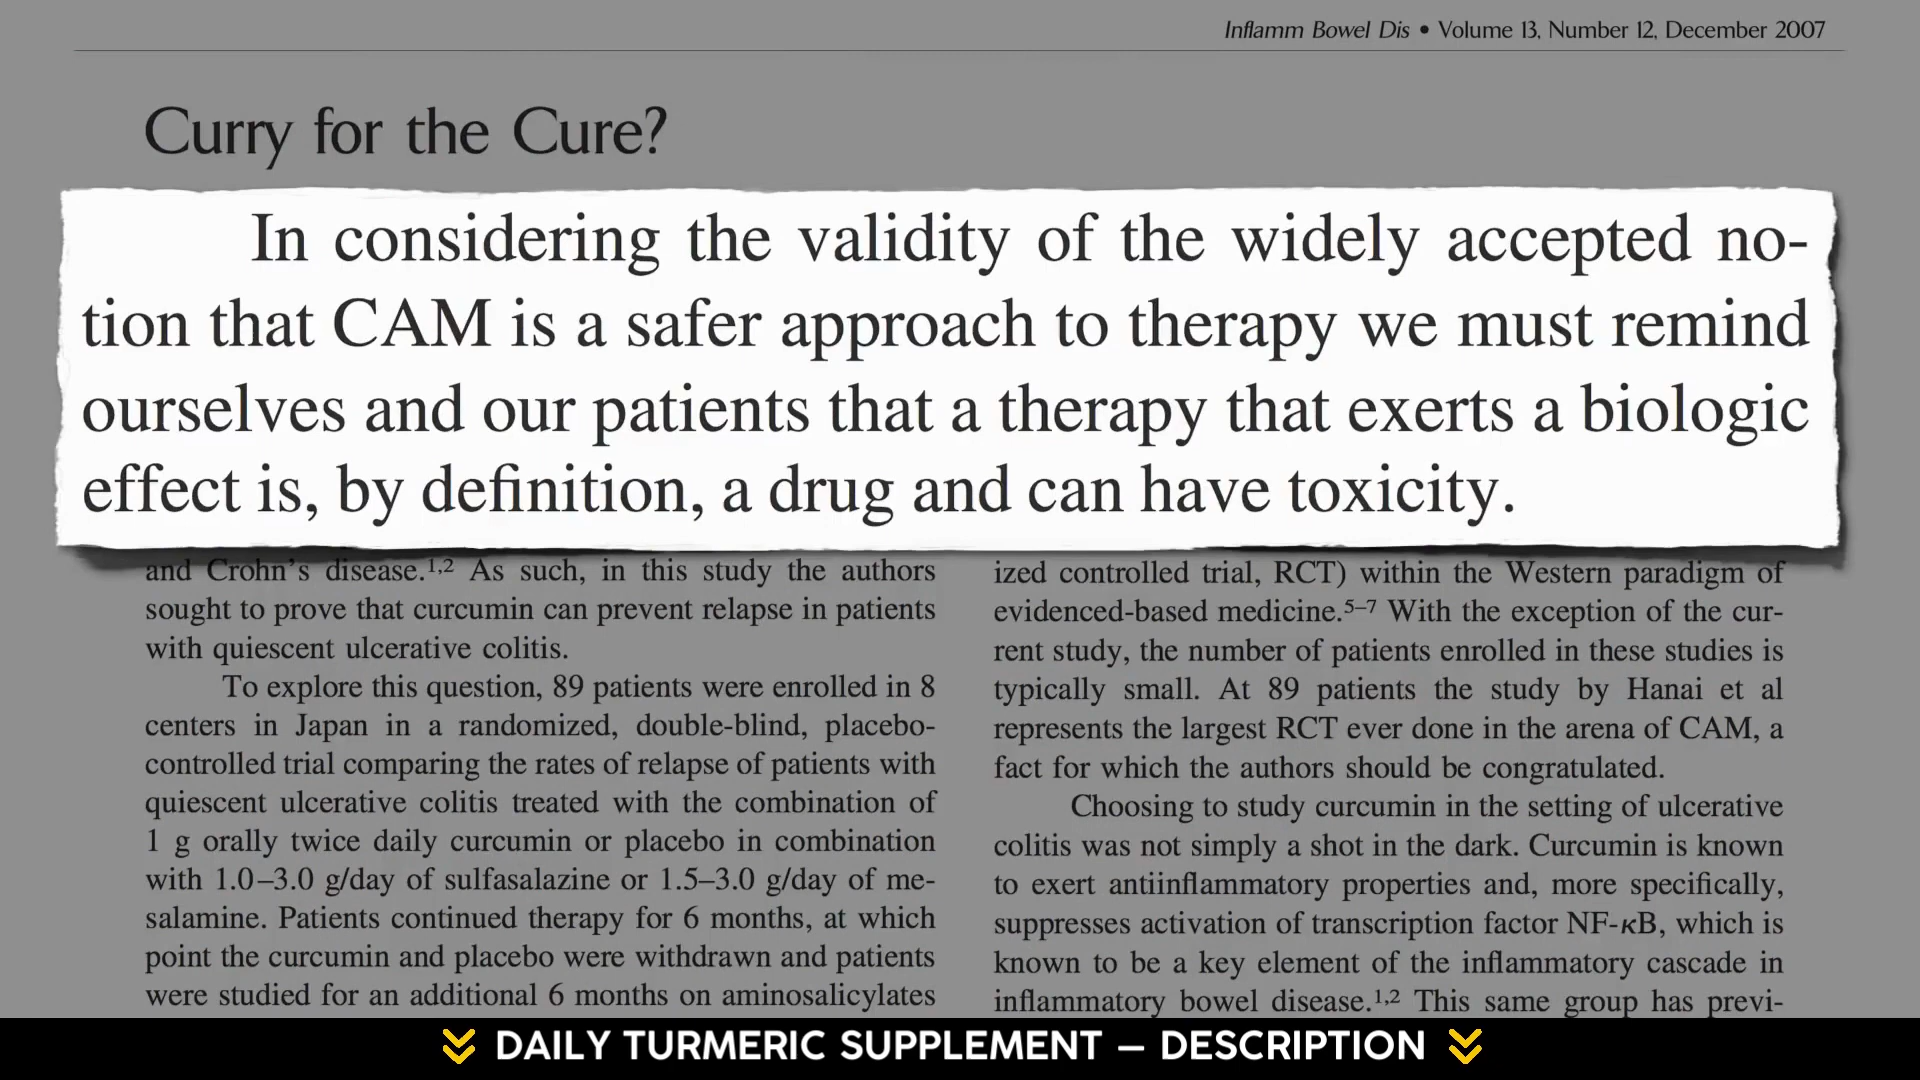 Inflamm Bowel Dis • Volume 13, Number 12, December 2007
Curry for the Cure?
In considering the validity of the widely accepted no-
tion that CAM is a safer approach to therapy we must remind
ourselves and our patients that a therapy that exerts a biologic
effect is, by definition, a drug and can have toxicity.
and Crohn's disease.1,2 As such, in this study the authors
sought to prove that curcumin can prevent relapse in patients
with quiescent ulcerative colitis.
To explore this question, 89 patients were enrolled in 8
centers in Japan in a randomized, double-blind, placebo-
controlled trial comparing the rates of relapse of patients with
quiescent ulcerative colitis treated with the combination of
1 g orally twice daily curcumin or placebo in combination
with 1.0–3.0 g/day of sulfasalazine or 1.5–3.0 g/day of me-
salamine. Patients continued therapy for 6 months, at which
point the curcumin and placebo were withdrawn and patients
were studied for an additional 6 months on aminosalicylates
ized controlled trial, RCT) within the Western paradigm of
evidenced-based medicine.5–7 With the exception of the cur-
rent study, the number of patients enrolled in these studies is
typically small. At 89 patients the study by Hanai et al
represents the largest RCT ever done in the arena of CAM, a
fact for which the authors should be congratulated.
Choosing to study curcumin in the setting of ulcerative
colitis was not simply a shot in the dark. Curcumin is known
to exert antiinflammatory properties and, more specifically,
suppresses activation of transcription factor NF-κB, which is
known to be a key element of the inflammatory cascade in
inflammatory bowel disease.1,2 This same group has previ-
DAILY TURMERIC SUPPLEMENT – DESCRIPTION